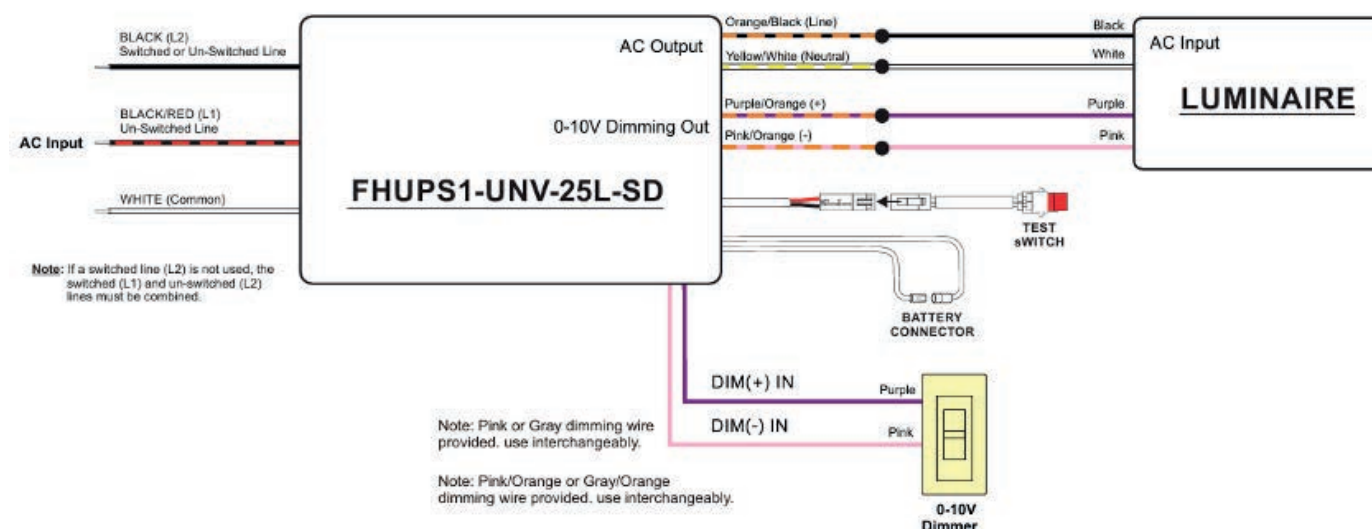 BLACK (L2)
Switched or Un-Switched Line
BLACK/RED (L1)
Un-Switched Line
AC Input
WHITE (Common)
Note: If a switched line (L2) is not used, the
switched (L1) and un-switched (L2)
lines must be combined.
AC Output
0-10V Dimming Out
FHUPS1-UNV-25L-SD
Orange/Black (Line)
Yellow/White (Neutral)
Purple/Orange (+)
Pink/Orange (-)
Black
White
Purple
Pink
AC Input
LUMINAIRE
TEST
sWITCH
BATTERY
CONNECTOR
DIM(+) IN
Purple
DIM(-) IN
Pink
Note: Pink or Gray dimming wire
provided. use interchangeably.
Note: Pink/Orange or Gray/Orange
dimming wire provided. use interchangeably.
0-10V
Dimmer